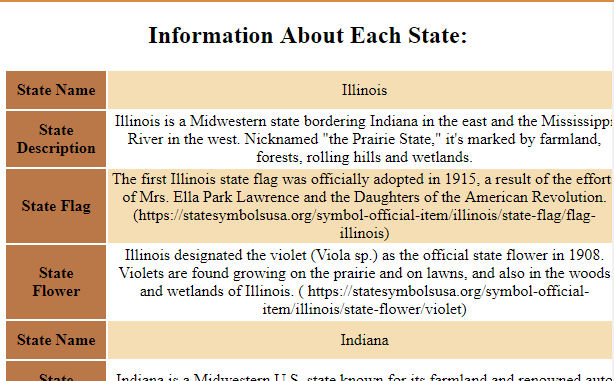 Information About Each State:
State Name
Illinois
State
Description
Illinois is a Midwestern state bordering Indiana in the east and the Mississippi
River in the west. Nicknamed "the Prairie State," it's marked by farmland,
forests, rolling hills and wetlands.
State Flag
The first Illinois state flag was officially adopted in 1915, a result of the effort
of Mrs. Ella Park Lawrence and the Daughters of the American Revolution.
(https://statesymbolsusa.org/symbol-official-item/illinois/state-flag/flag-
illinois)
State
Flower
Illinois designated the violet (Viola sp.) as the official state flower in 1908.
Violets are found growing on the prairie and on lawns, and also in the woods
and wetlands of Illinois. ( https://statesymbolsusa.org/symbol-official-
item/illinois/state-flower/violet)
State Name
Indiana
State
Indiana is a Midwestern U.S. state known for its farmland and renowned auto